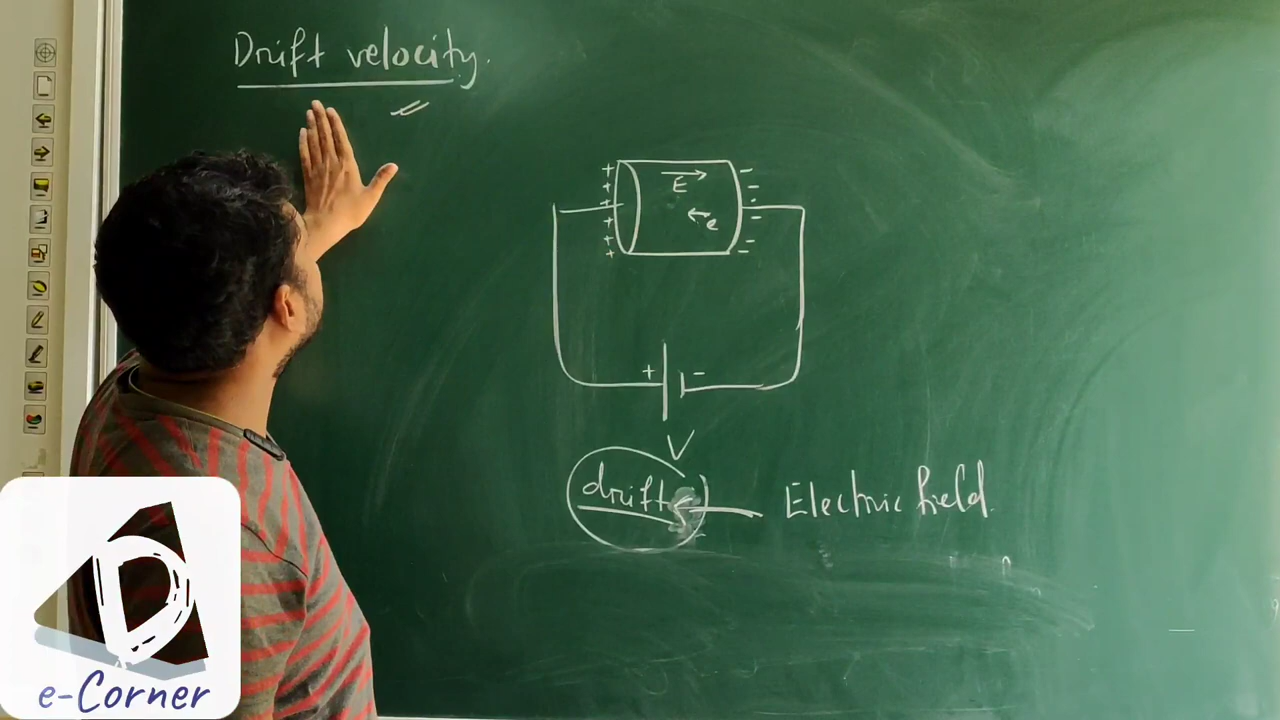 Drift velocity.
+ + + + + +
E
e
- - - - - -
+ -
V
drift Electric field.
D
e-Corner